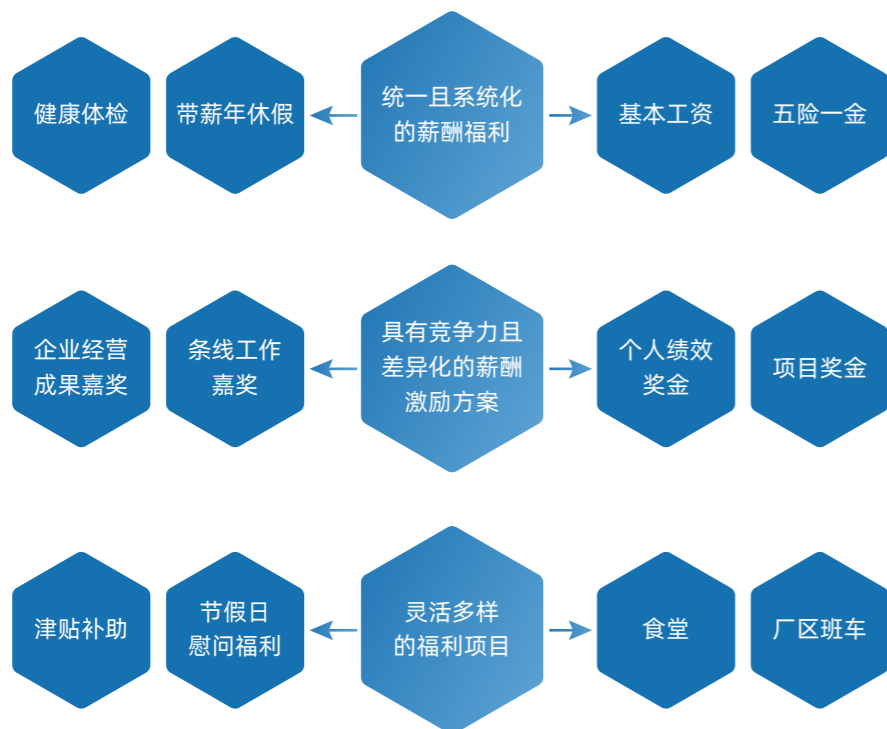 健康体检
带薪年休假
统一且系统化
的薪酬福利
基本工资
五险一金
企业经营
成果嘉奖
条线工作
嘉奖
具有竞争力且
差异化的薪酬
激励方案
个人绩效
奖金
项目奖金
津贴补助
节假日
慰问福利
灵活多样
的福利项目
食堂
厂区班车